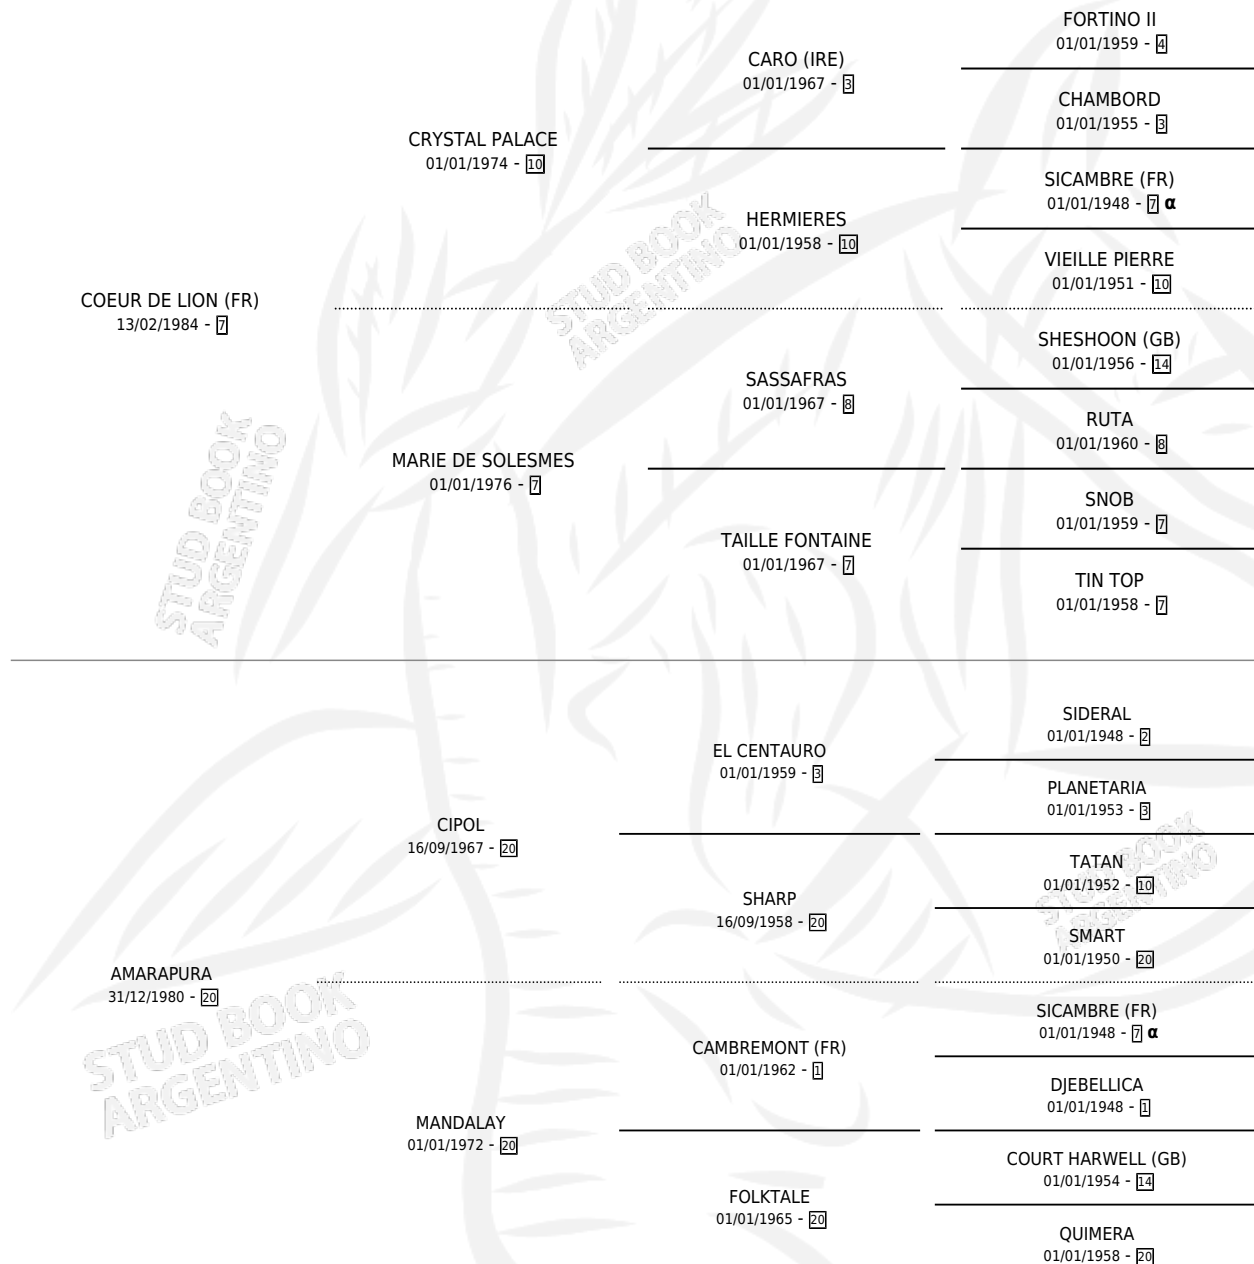 FORTINO II
01/01/1959 - 4
CARO (IRE)
01/01/1967 - 3
CHAMBORD
01/01/1955 - 3
CRYSTAL PALACE
01/01/1974 - 10
SICAMBRE (FR)
01/01/1948 - 7 α
HERMIERES
01/01/1958 - 10
VIEILLE PIERRE
01/01/1951 - 10
COEUR DE LION (FR)
13/02/1984 - 7
SHESHOON (GB)
01/01/1956 - 14
SASSAFRAS
01/01/1967 - 8
RUTA
01/01/1960 - 8
MARIE DE SOLESMES
01/01/1976 - 7
SNOB
01/01/1959 - 7
TAILLE FONTAINE
01/01/1967 - 7
TIN TOP
01/01/1958 - 7
SIDERAL
01/01/1948 - 2
EL CENTAURO
01/01/1959 - 3
PLANETARIA
01/01/1953 - 3
CIPOL
16/09/1967 - 20
TATAN
01/01/1952 - 10
SHARP
16/09/1958 - 20
SMART
01/01/1950 - 20
AMARAPURA
31/12/1980 - 20
SICAMBRE (FR)
01/01/1948 - 7 α
CAMBREMONT (FR)
01/01/1962 - 1
DJEBELLICA
01/01/1948 - 1
MANDALAY
01/01/1972 - 20
COURT HARWELL (GB)
01/01/1954 - 14
FOLKTALE
01/01/1965 - 20
QUIMERA
01/01/1958 - 20
STUD BOOK
ARGENTINO
STUD BOOK
ARGENTINO
STUD BOOK
ARGENTINO
STUD BOOK
ARGENTINO